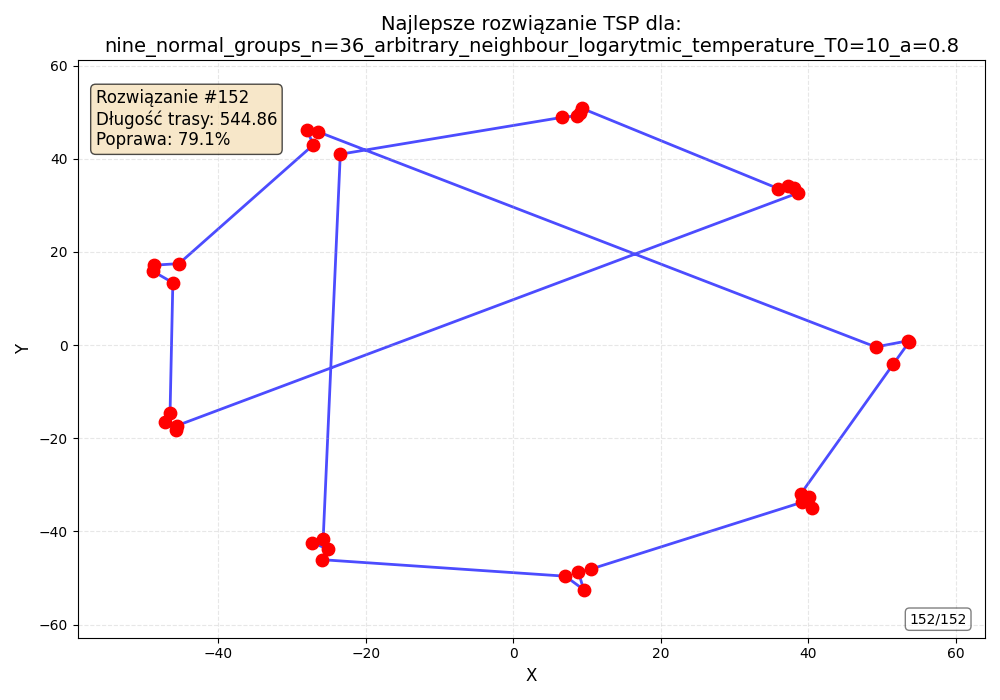 Najlepsze rozwiązanie TSP dla:
nine_normal_groups_n=36_arbitrary_neighbour_logarytmic_temperature_T0=10_a=0.8
Rozwiązanie #152
Długość trasy: 544.86
Poprawa: 79.1%
60
40
20
0
−20
−40
−60
Y
152/152
−40
−20
0
20
40
60
X